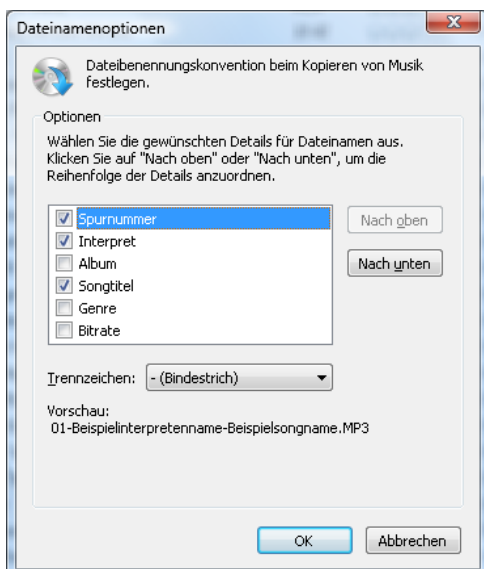 Dateinamenoptionen
Dateibenennungskonvention beim Kopieren von Musik
festlegen.
Optionen
Wählen Sie die gewünschten Details für Dateinamen aus.
Klicken Sie auf "Nach oben" oder "Nach unten", um die
Reihenfolge der Details anzuordnen.
Spurnummer
Interpret
Album
Songtitel
Genre
Bitrate
Nach oben
Nach unten
Trennzeichen: - (Bindestrich)
Vorschau:
01-Beispielinterpretenname-Beispielsongname.MP3
OK Abbrechen